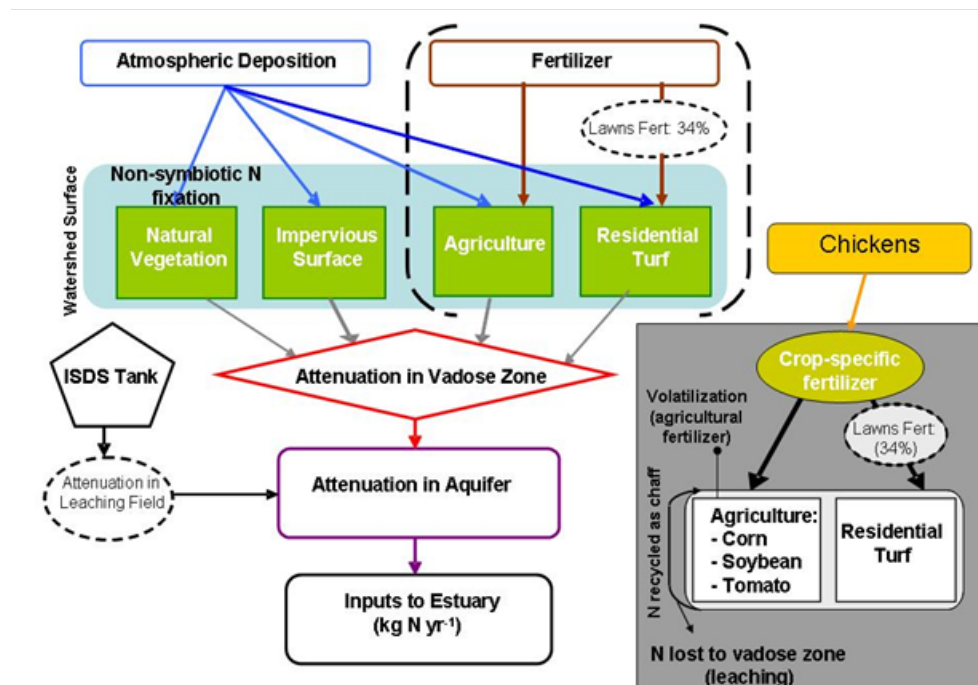 Atmospheric Deposition
Fertilizer
Lawns Fert: 34%
Watershed Surface
Non-symbiotic N
fixation
Natural
Vegetation
Impervious
Surface
Agriculture
Residential
Turf
Chickens
ISDS Tank
Attenuation in Vadose Zone
Crop-specific
fertilizer
Volatilization
(agricultural
fertilizer)
Lawns Fert:
(34%)
Attenuation in
Leaching Field
Attenuation in Aquifer
N recycled as chaff
Agriculture:
- Corn
- Soybean
- Tomato
Residential
Turf
Inputs to Estuary
(kg N yr-1)
N lost to vadose zone
(leaching)